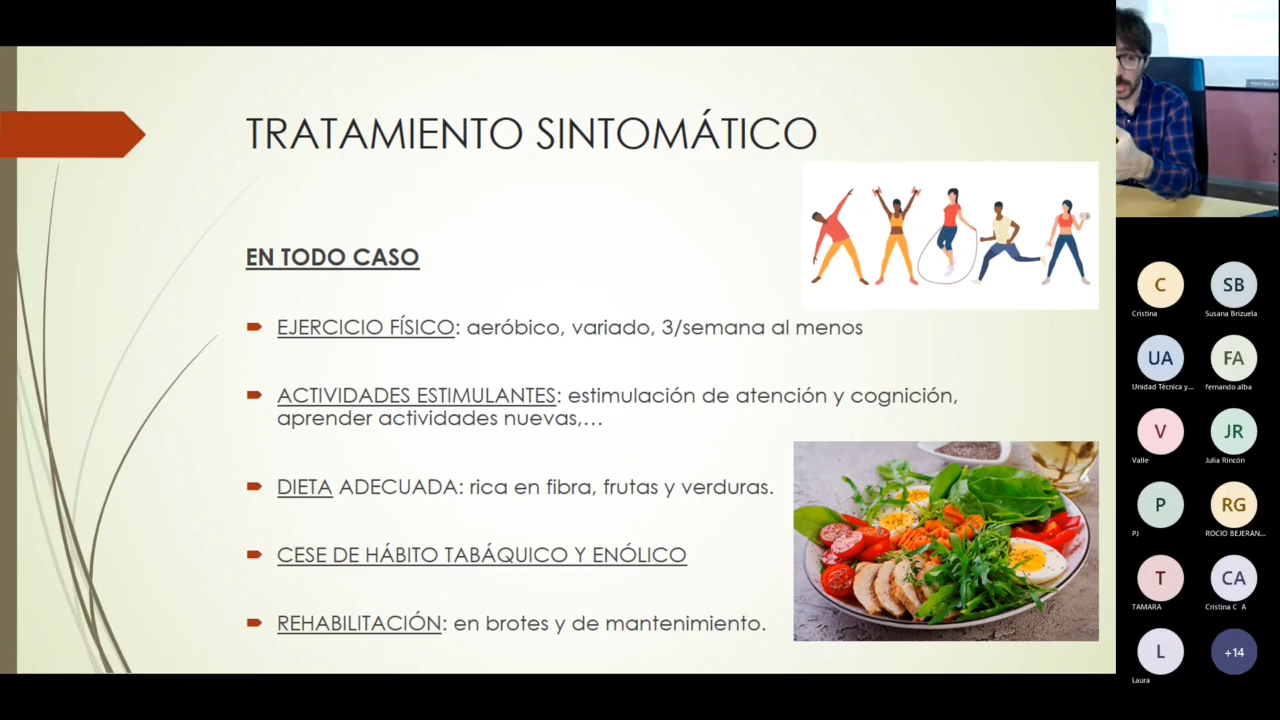 TRATAMIENTO SINTOMÁTICO
EN TODO CASO
EJERCICIO FÍSICO: aeróbico, variado, 3/semana al menos
ACTIVIDADES ESTIMULANTES: estimulación de atención y cognición,
aprender actividades nuevas,...
DIETA ADECUADA: rica en fibra, frutas y verduras.
CESE DE HÁBITO TABÁQUICO Y ENÓLICO
REHABILITACIÓN: en brotes y de mantenimiento.
C
Cristina
SB
Susana Brizuela
UA
Unidad Técnica y...
FA
fernando alba
V
Valle
JR
Julia Rincón
P
PJ
RG
ROCIO BEJERAN...
T
TAMARA
CA
Cristina C A
L
Laura
+14